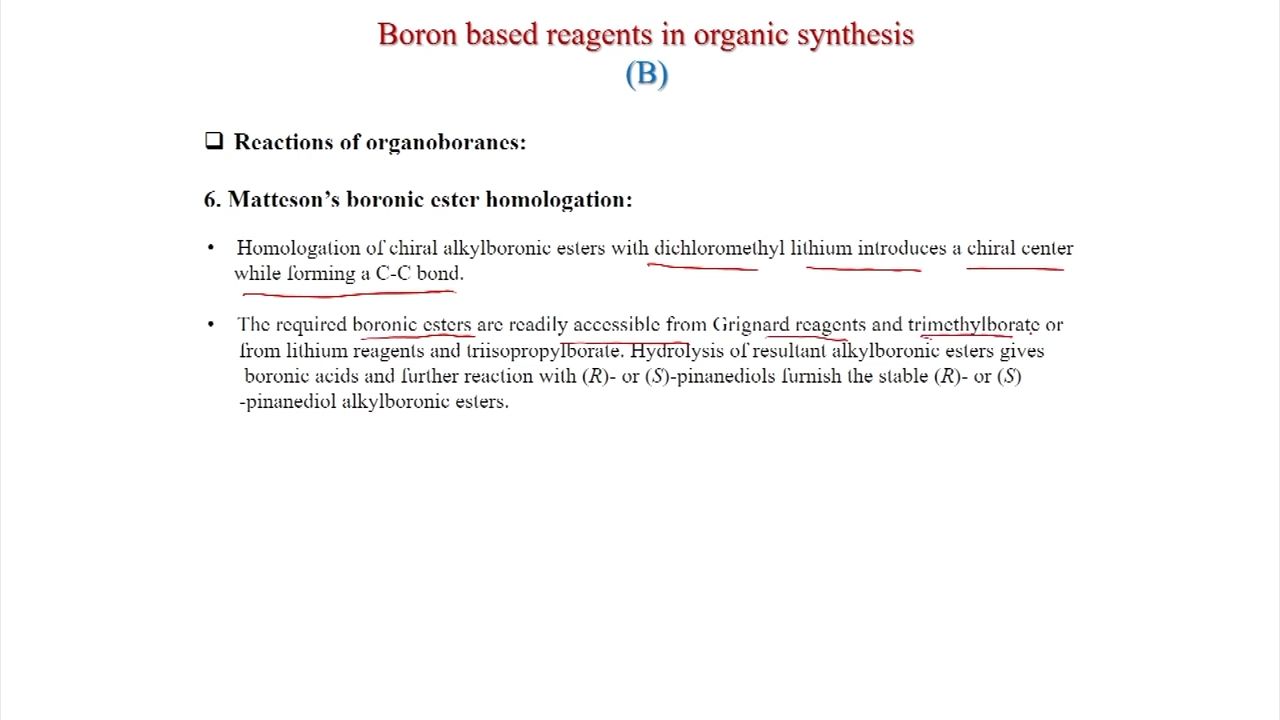 Boron based reagents in organic synthesis
(B)
❑ Reactions of organoboranes:
6. Matteson's boronic ester homologation:
• Homologation of chiral alkylboronic esters with dichloromethyl lithium introduces a chiral center
while forming a C-C bond.
• The required boronic esters are readily accessible from Grignard reagents and trimethylborate or
from lithium reagents and triisopropylborate. Hydrolysis of resultant alkylboronic esters gives
boronic acids and further reaction with (R)- or (S)-pinanediols furnish the stable (R)- or (S)
-pinanediol alkylboronic esters.